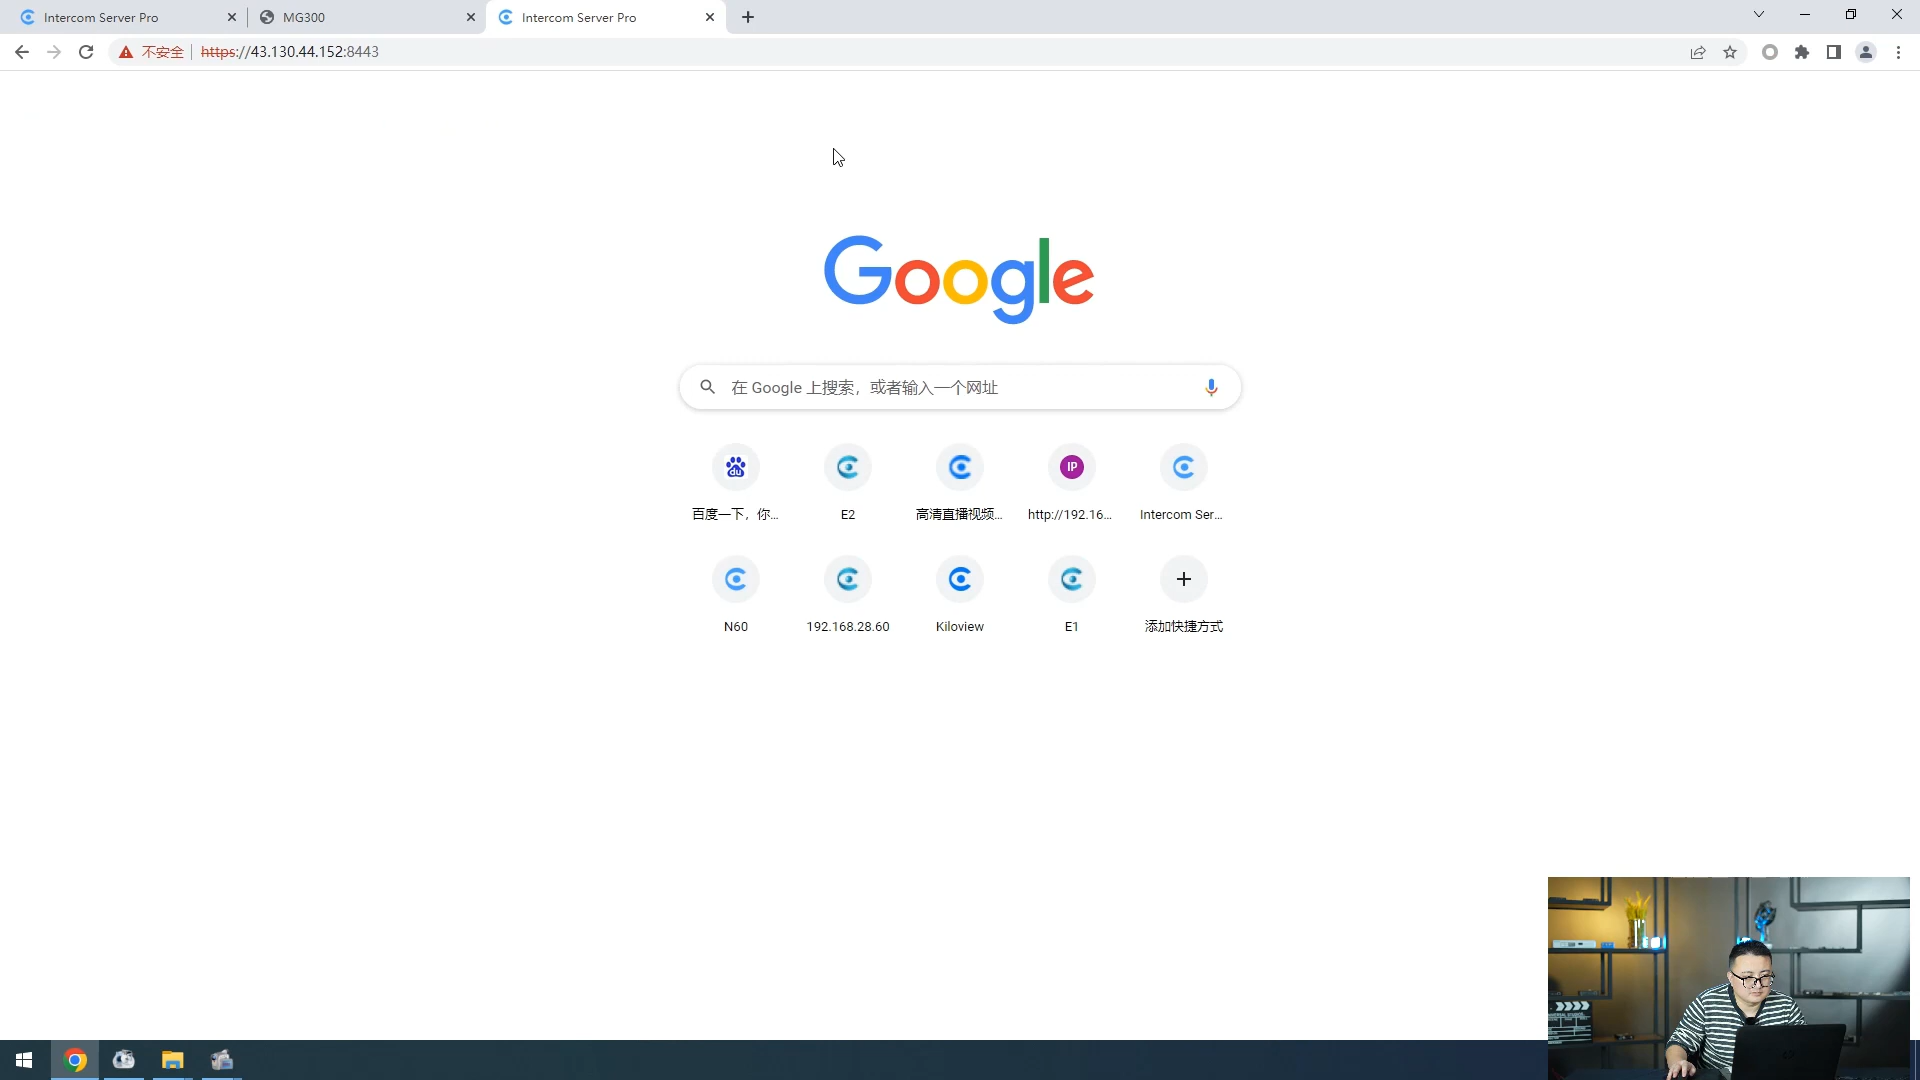 Intercom Server Pro
MG300
Intercom Server Pro
不安全
https://43.130.44.152:8443
Google
在 Google 上搜索，或者输入一个网址
du
IP
百度一下，你...
E2
高清直播视频...
http://192.16...
Intercom Ser...
N60
192.168.28.60
Kiloview
E1
添加快捷方式